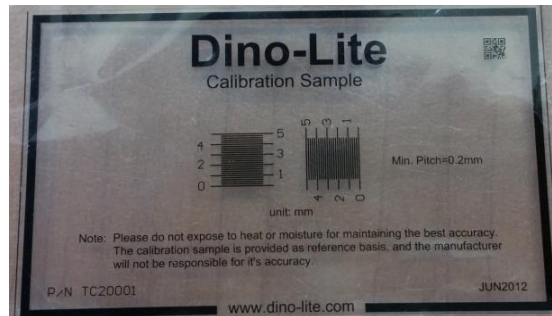 Dino-Lite
Calibration Sample
5 3 1
5
4
3
2
1
0
4 2 0
Min. Pitch=0.2mm
unit: mm
Note: Please do not expose to heat or moisture for maintaining the best accuracy.
The calibration sample is provided as reference basis, and the manufacturer
will not be responsible for it's accuracy.
P/N TC20001
JUN2012
www.dino-lite.com